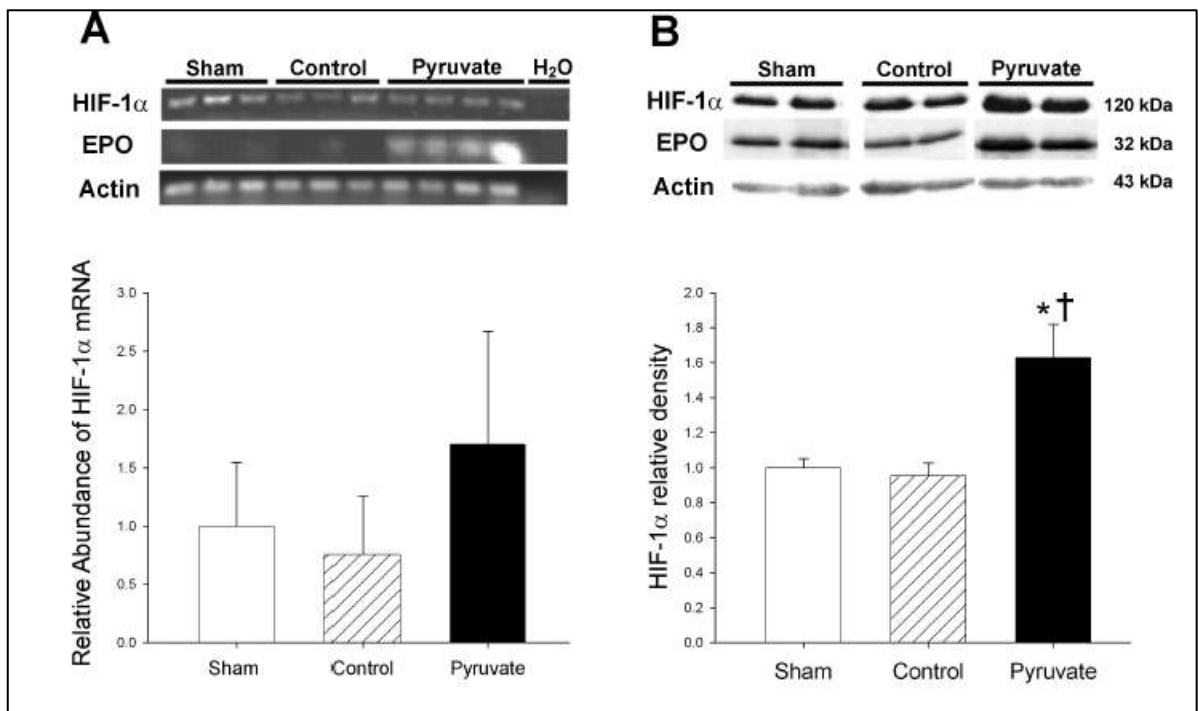 A
Sham Control Pyruvate H₂O
HIF-1α
EPO
Actin
Relative Abundance of HIF-1α mRNA
3.0
2.5
2.0
1.5
1.0
0.5
0.0
Sham Control Pyruvate
B
Sham Control Pyruvate
HIF-1α 120 kDa
EPO 32 kDa
Actin 43 kDa
HIF-1α relative density
2.0
1.8
1.6
1.4
1.2
1.0
0.8
0.6
0.4
0.2
0.0
*†
Sham Control Pyruvate